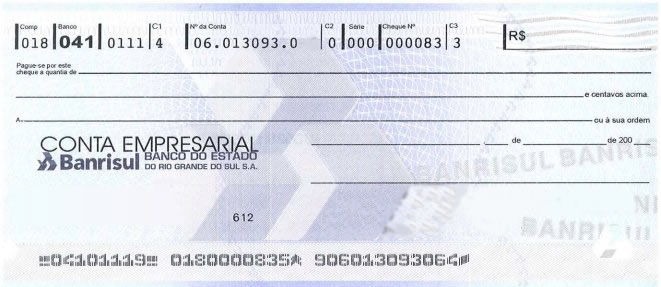 Comp Banco C1 Nº da Conta C2 Série Cheque Nº C3 R$
018 041 0111 4 06.013093.0 0 000 000083 3
Pague-se por este
cheque a quantia de
e centavos acima.
A ou à sua ordem
CONTA EMPRESARIAL de de 200
Banrisul BANCO DO ESTADO
DO RIO GRANDE DO SUL S.A.
BANRISUL BANRIS
612
NI
BANRISUL
04101119 0180000835 906013093064